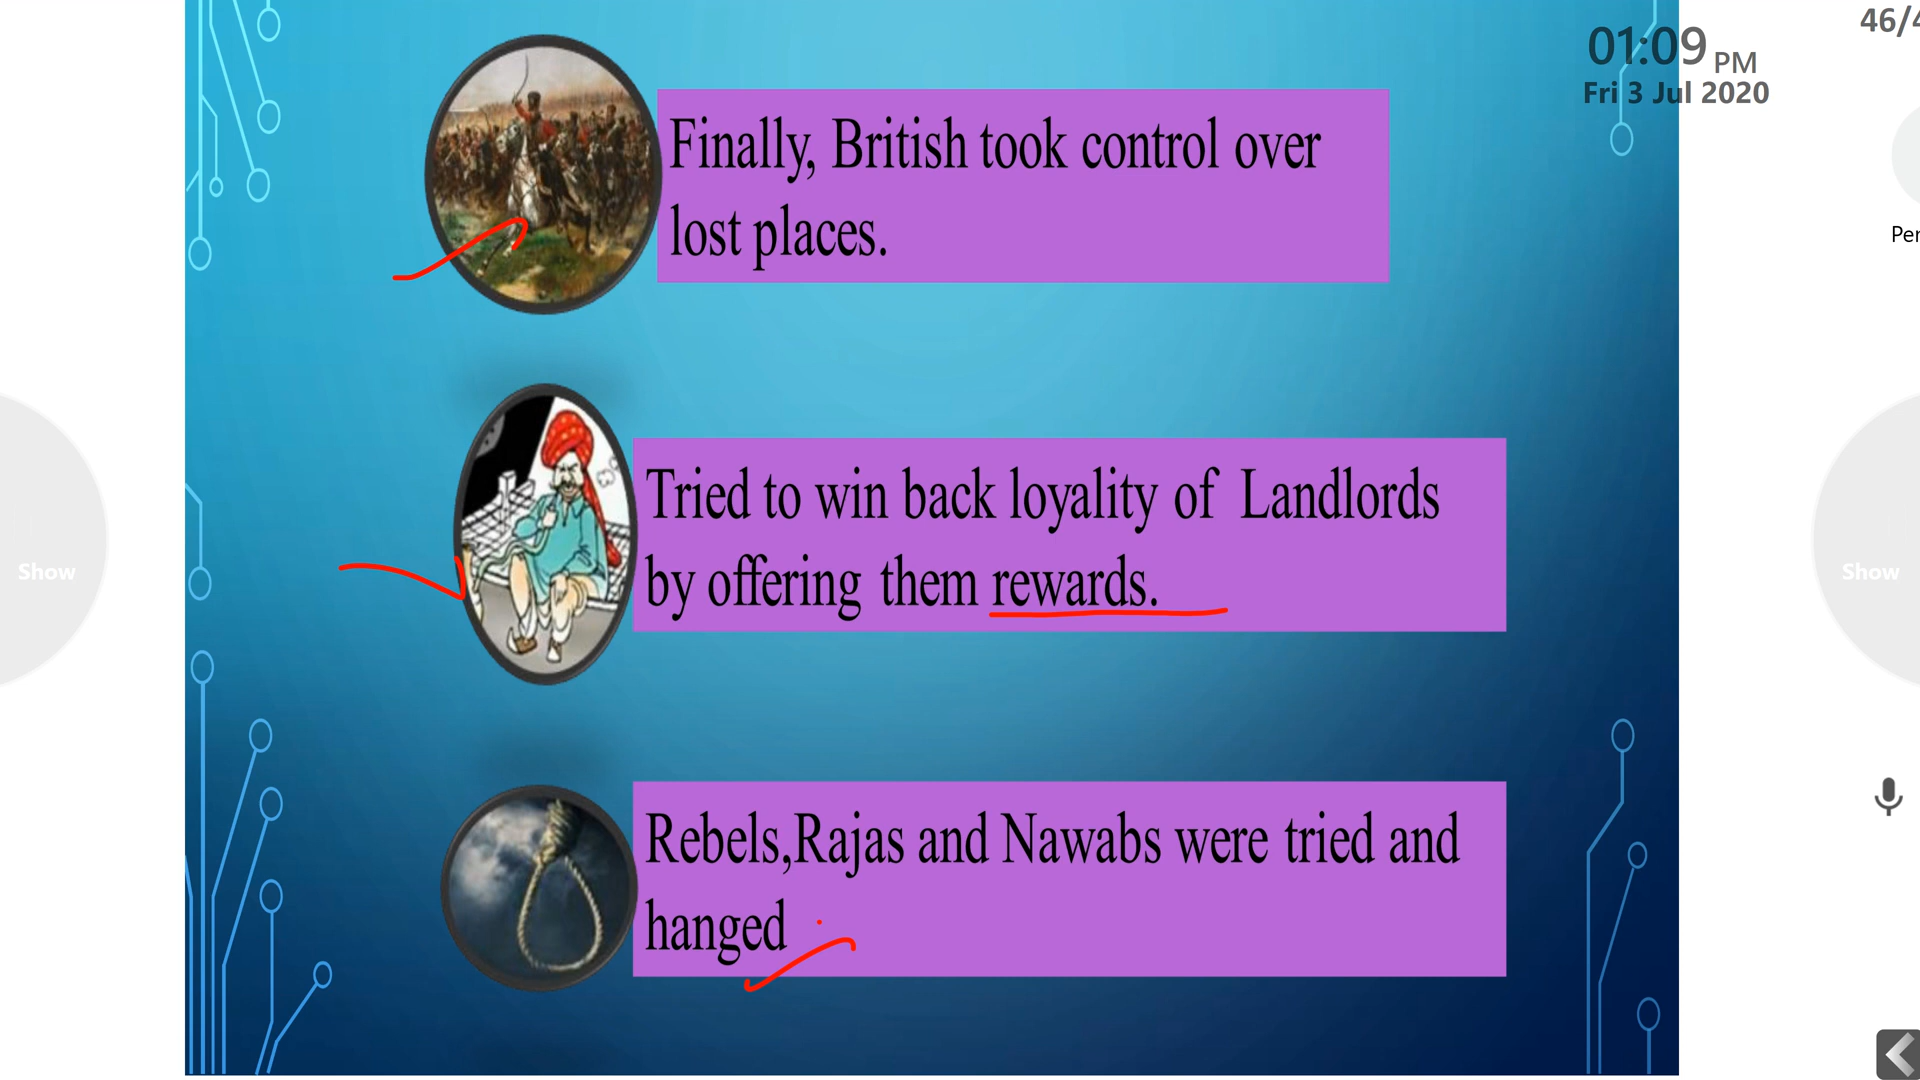 46/4
01:09 PM
Fri 3 Jul 2020
Finally, British took control over
lost places.
Per
Tried to win back loyality of Landlords
by offering them rewards.
Show
Show
Rebels,Rajas and Nawabs were tried and
hanged